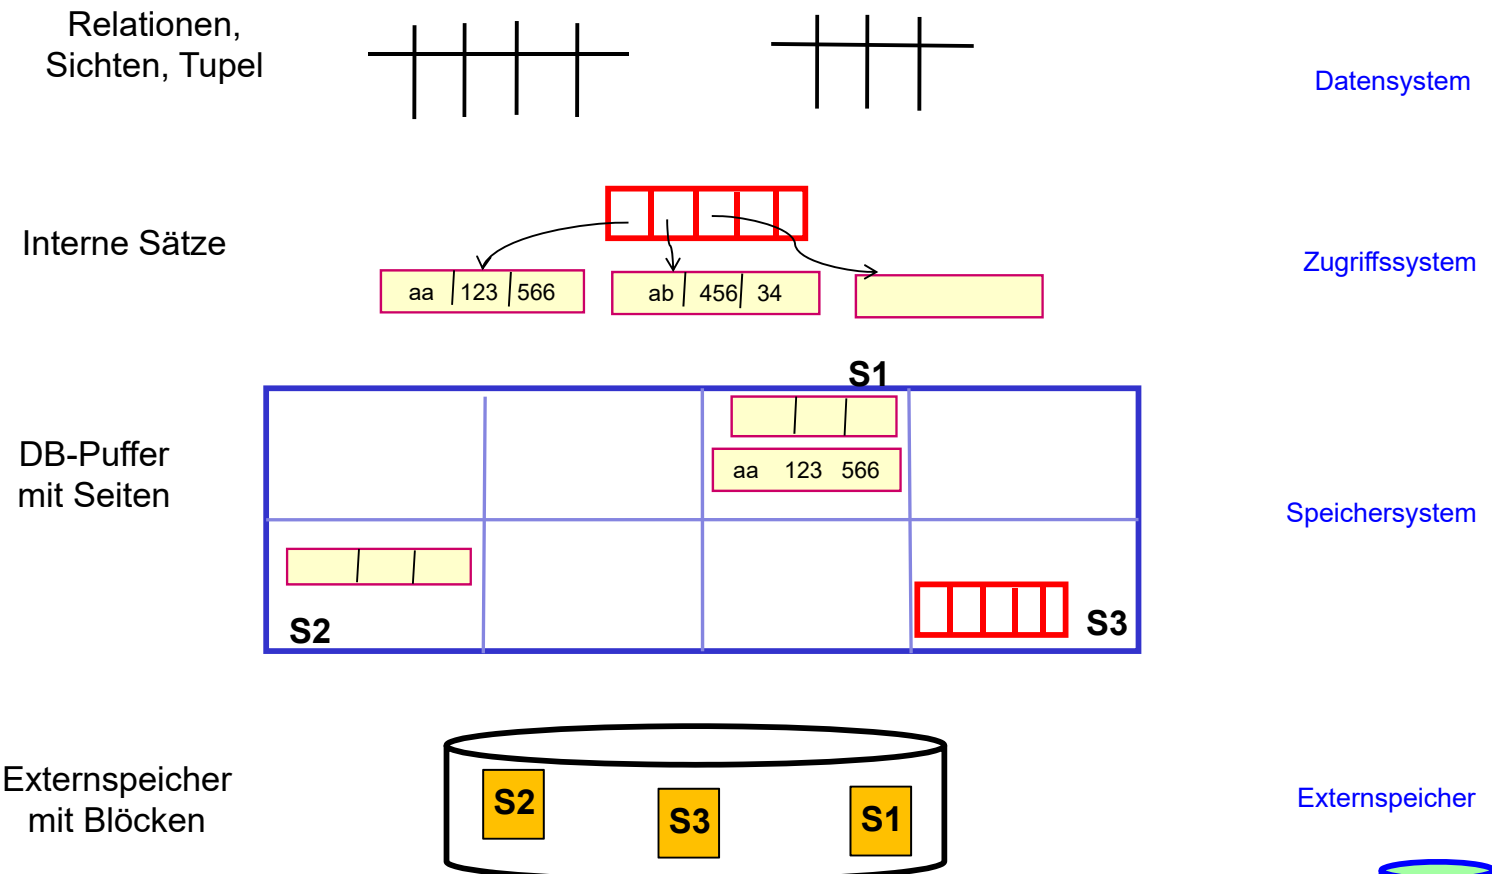 Relationen,
Sichten, Tupel
Datensystem
Interne Sätze
Zugriffssystem
aa 123 566
ab 456 34
S1
DB-Puffer
mit Seiten
aa 123 566
Speichersystem
S2
S3
Externspeicher
mit Blöcken
S2
S3
S1
Externspeicher